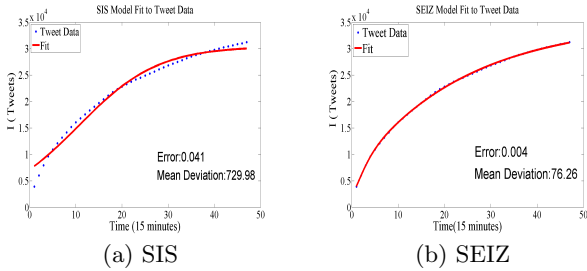 SIS Model Fit to Tweet Data
x 10^4
3.5
3
2.5
2
1.5
1
0.5
0
I ( Tweets)
Tweet Data
Fit
Error:0.041
Mean Deviation:729.98
0 10 20 30 40 50
Time (15 minutes)
(a) SIS
SEIZ Model Fit to Tweet Data
x 10^4
3.5
3
2.5
2
1.5
1
0.5
0
I ( Tweets)
Tweet Data
Fit
Error:0.004
Mean Deviation:76.26
0 10 20 30 40 50
Time(15 minutes)
(b) SEIZ